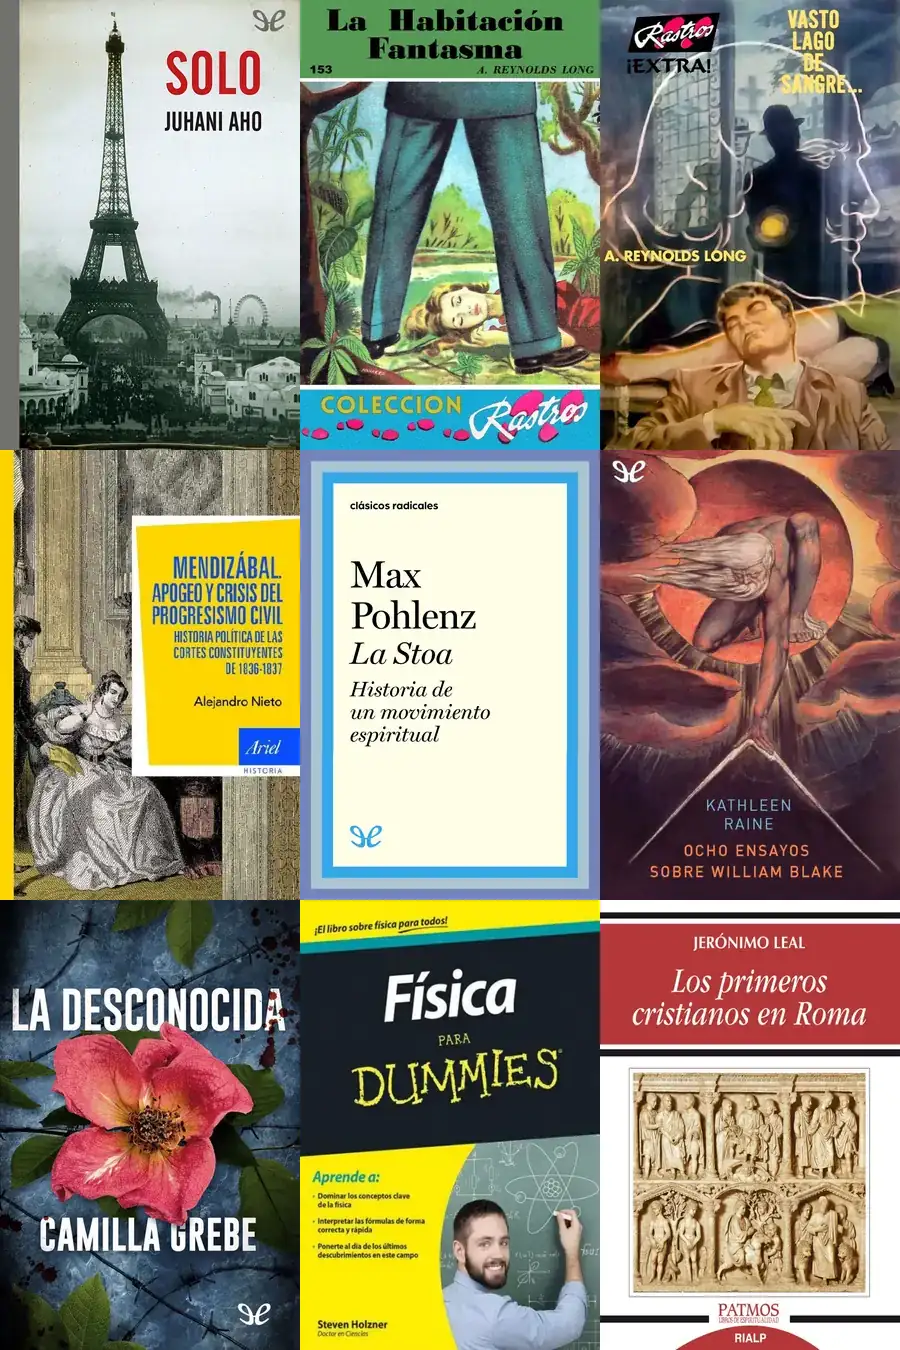 SOLO
JUHANI AHO
La Habitación
Fantasma
153
A. REYNOLDS LONG
COLECCION
Rastros
Rastros
¡EXTRA!
VASTO
LAGO
DE
SANGRE...
A. REYNOLDS LONG
MENDIZÁBAL.
APOGEO Y CRISIS DEL
PROGRESISMO CIVIL
HISTORIA POLÍTICA DE LAS
CORTES CONSTITUYENTES
DE 1836-1837
Alejandro Nieto
Ariel
HISTORIA
clásicos radicales
Max
Pohlenz
La Stoa
Historia de
un movimiento
espiritual
KATHLEEN
RAINE
OCHO ENSAYOS
SOBRE WILLIAM BLAKE
LA DESCONOCIDA
CAMILLA GREBE
¡El libro sobre física para todos!
Física
PARA
DUMMIES
Aprende a:
· Dominar los conceptos clave
de la física
· Interpretar las fórmulas de forma
correcta y rápida
· Ponerte al día de los últimos
descubrimientos en este campo
Steven Holzner
Doctor en Ciencias
JERÓNIMO LEAL
Los primeros
cristianos en Roma
PATMOS
LIBROS DE ESPIRITUALIDAD
RIALP